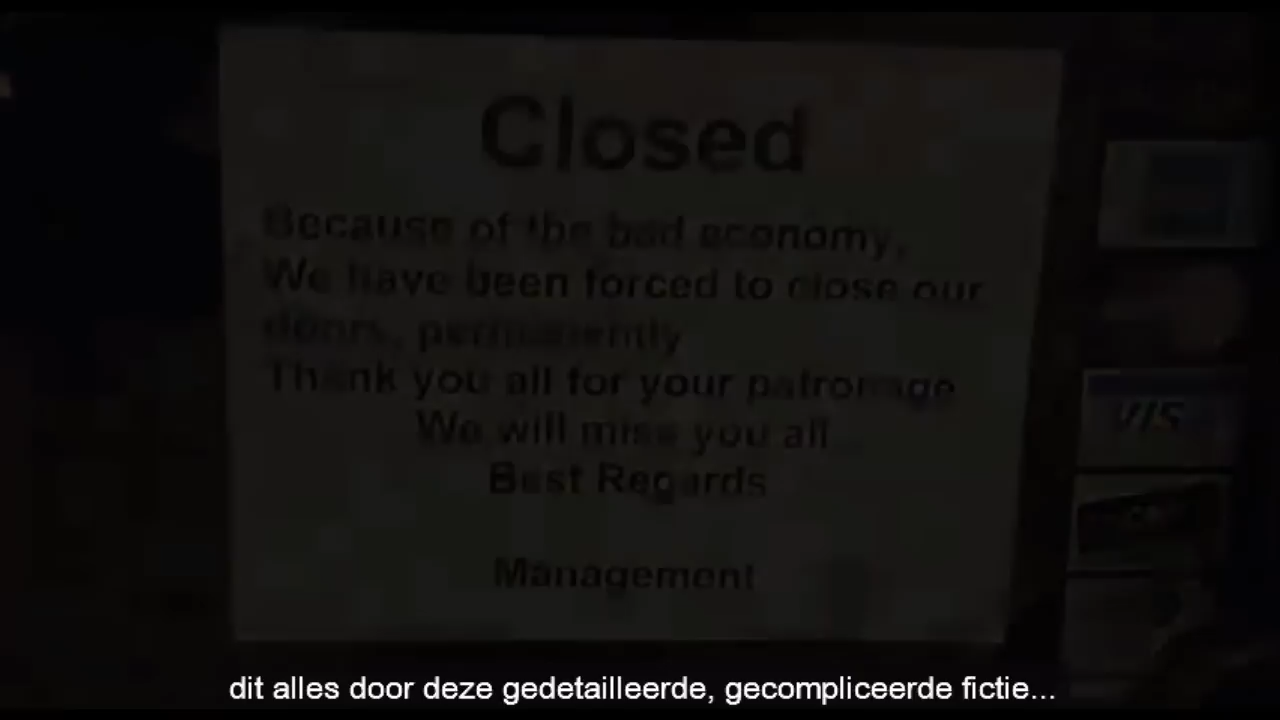 Closed
Because of the bad economy,
We have been forced to close our
doors, permanently
Thank you all for your patronage
We will miss you all
Best Regards
Management
VIS
dit alles door deze gedetailleerde, gecompliceerde fictie...